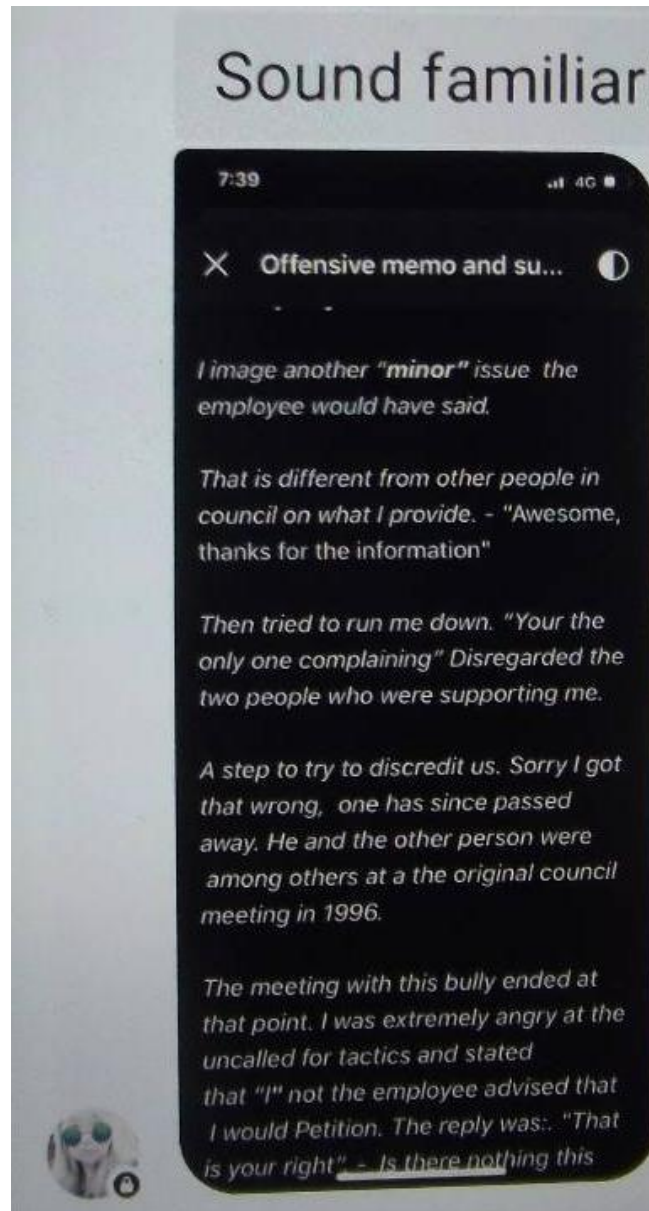 Sound familiar
7:39
4G
Offensive memo and su...
I image another "minor" issue  the
employee would have said.
That is different from other people in
council on what I provide. - "Awesome,
thanks for the information"
Then tried to run me down. "Your the
only one complaining" Disregarded the
two people who were supporting me.
A step to try to discredit us. Sorry I got
that wrong,  one has since passed
away. He and the other person were
among others at a the original council
meeting in 1996.
The meeting with this bully ended at
that point. I was extremely angry at the
uncalled for tactics and stated
that "I" not the employee advised that
I would Petition. The reply was:. "That
is your right". - Is there nothing this